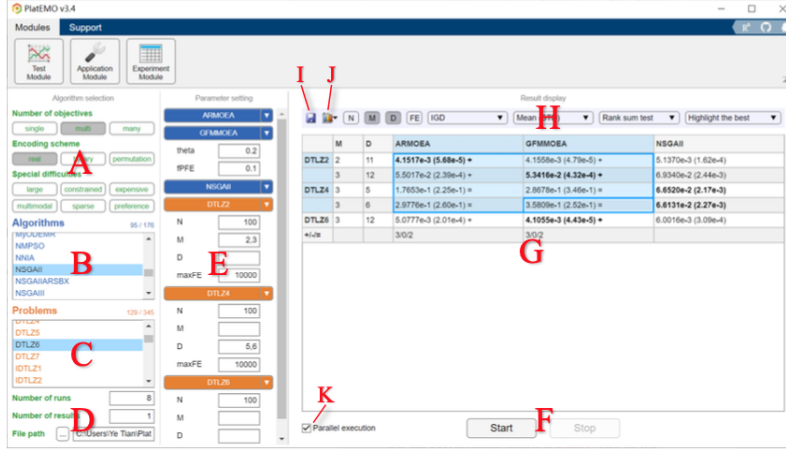 PlatEMO v3.4
Modules Support
Test Module
Application Module
Experiment Module
Algorithm selection
Number of objectives
single multi many
Encoding scheme
real permutation
Special difficulties
large constrained expensive
multimodal sparse preference
Algorithms 95 / 176
MyODEMR
NMPSO
NNIA
NSGAII
NSGAIIARSBX
NSGAIII
Problems 129 / 345
DTLZ4
DTLZ5
DTLZ6
DTLZ7
IDTLZ1
IDTLZ2
Number of runs 8
Number of results 1
File path ... C:\Users\Ye Tian\Plat
A
B
C
D
Parameter setting
ARMOEA
GFMMOEA
theta 0.2
fPFE 0.1
NSGAII
DTLZ2
N 100
M 2,3
D
maxFE 10000
DTLZ4
N 100
M
D 5,6
maxFE 10000
DTLZ6
N 100
M
D
E
Result display
I J
N M D FE IGD Mean (STD) Rank sum test Highlight the best
H
M D ARMOEA GFMMOEA NSGAII
DTLZ2 2 11 4.1517e-3 (5.68e-5) + 4.1558e-3 (4.79e-5) + 5.1370e-3 (1.62e-4)
3 12 5.5017e-2 (2.39e-4) + 5.3416e-2 (4.32e-4) + 6.9340e-2 (2.44e-3)
DTLZ4 3 5 1.7653e-1 (2.25e-1) = 2.8678e-1 (3.46e-1) = 6.6520e-2 (2.17e-3)
3 6 2.9776e-1 (2.60e-1) = 3.5809e-1 (2.52e-1) = 6.6131e-2 (2.27e-3)
DTLZ6 3 12 5.0777e-3 (2.01e-4) + 4.1055e-3 (4.43e-5) + 6.0016e-3 (3.09e-4)
+/-/= 3/0/2 3/0/2
G
K
Parallel execution
Start F Stop